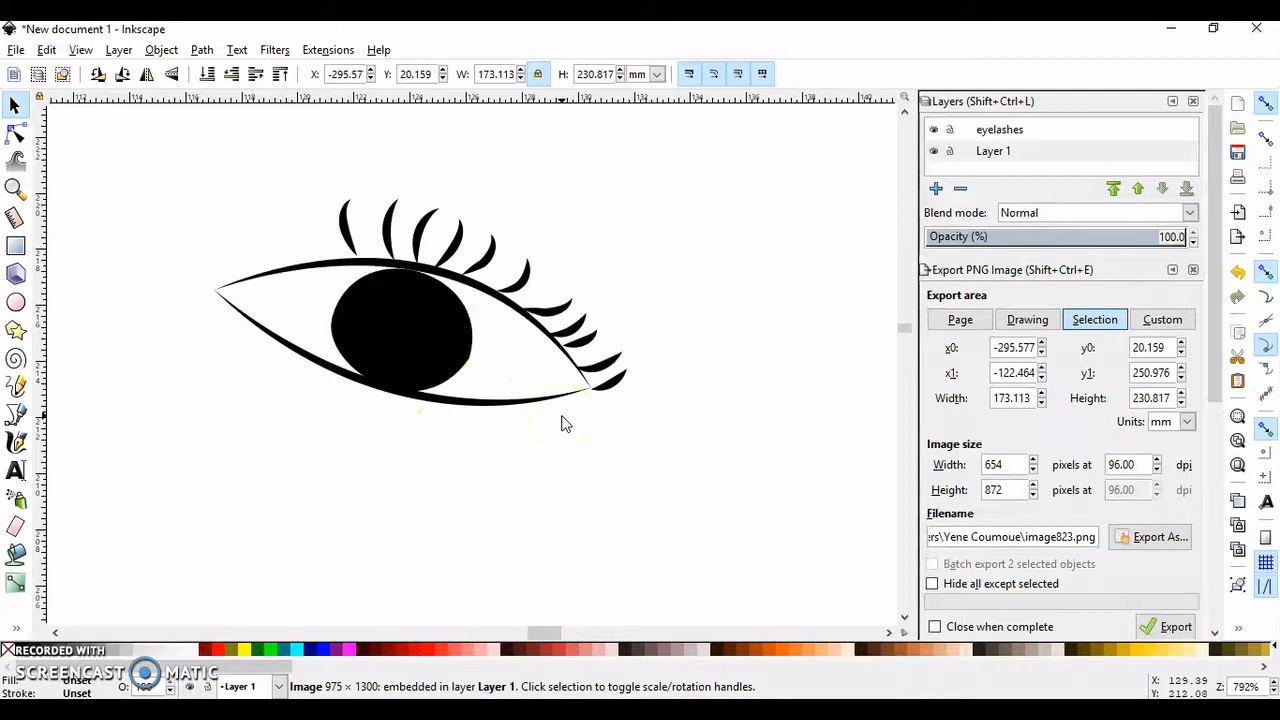 *New document 1 - Inkscape
File Edit View Layer Object Path Text Filters Extensions Help
X: -295.57 Y: 20.159 W: 173.113 H: 230.817 mm
Layers (Shift+Ctrl+L)
eyelashes
Layer 1
Blend mode: Normal
Opacity (%) 100.0
Export PNG Image (Shift+Ctrl+E)
Export area
Page Drawing Selection Custom
x0: -295.577 y0: 20.159
x1: -122.464 y1: 250.976
Width: 173.113 Height: 230.817
Units: mm
Image size
Width: 654 pixels at 96.00 dpi
Height: 872 pixels at 96.00 dpi
Filename
ers\Yene Coumoue\image823.png Export As...
Batch export 2 selected objects
Hide all except selected
Close when complete Export
RECORDED WITH
SCREENCAST MATIC
Fill: Unset
Stroke: Unset O: 100 Layer 1 Image 975 × 1300: embedded in layer Layer 1. Click selection to toggle scale/rotation handles. X: 129.39 Y: 212.08 Z: 792%